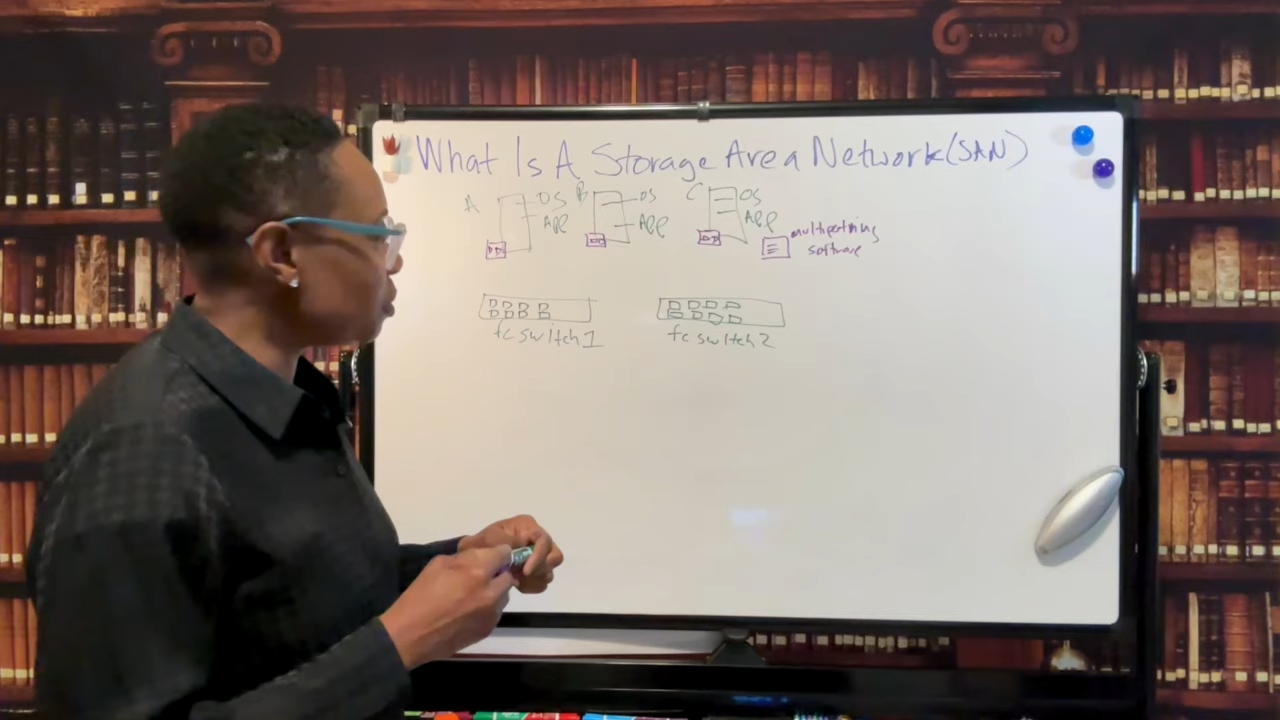 What Is A Storage Area Network (SAN)
A OS B OS C OS
App App App
multipathing
software
fc switch 1 fc switch 2